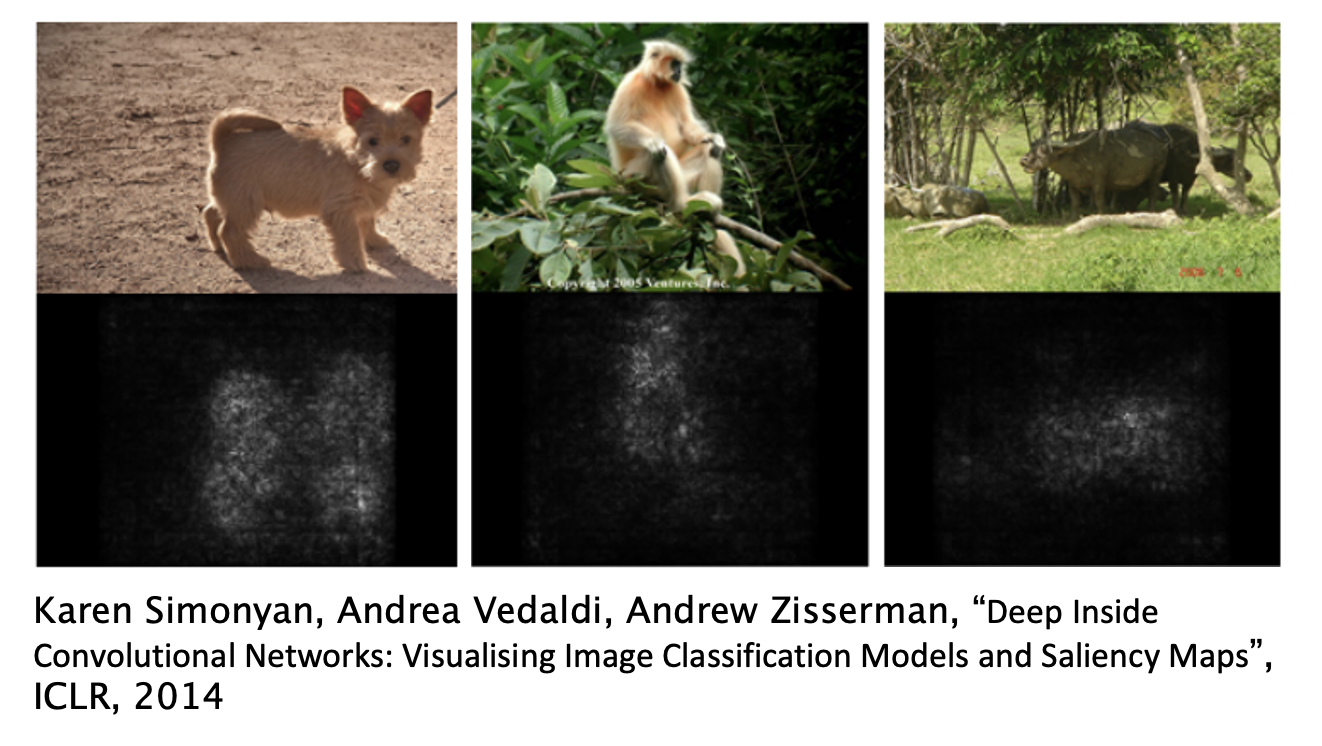 Copyright 2005 Ventures, Inc.
Karen Simonyan, Andrea Vedaldi, Andrew Zisserman, “Deep Inside
Convolutional Networks: Visualising Image Classification Models and Saliency Maps”,
ICLR, 2014